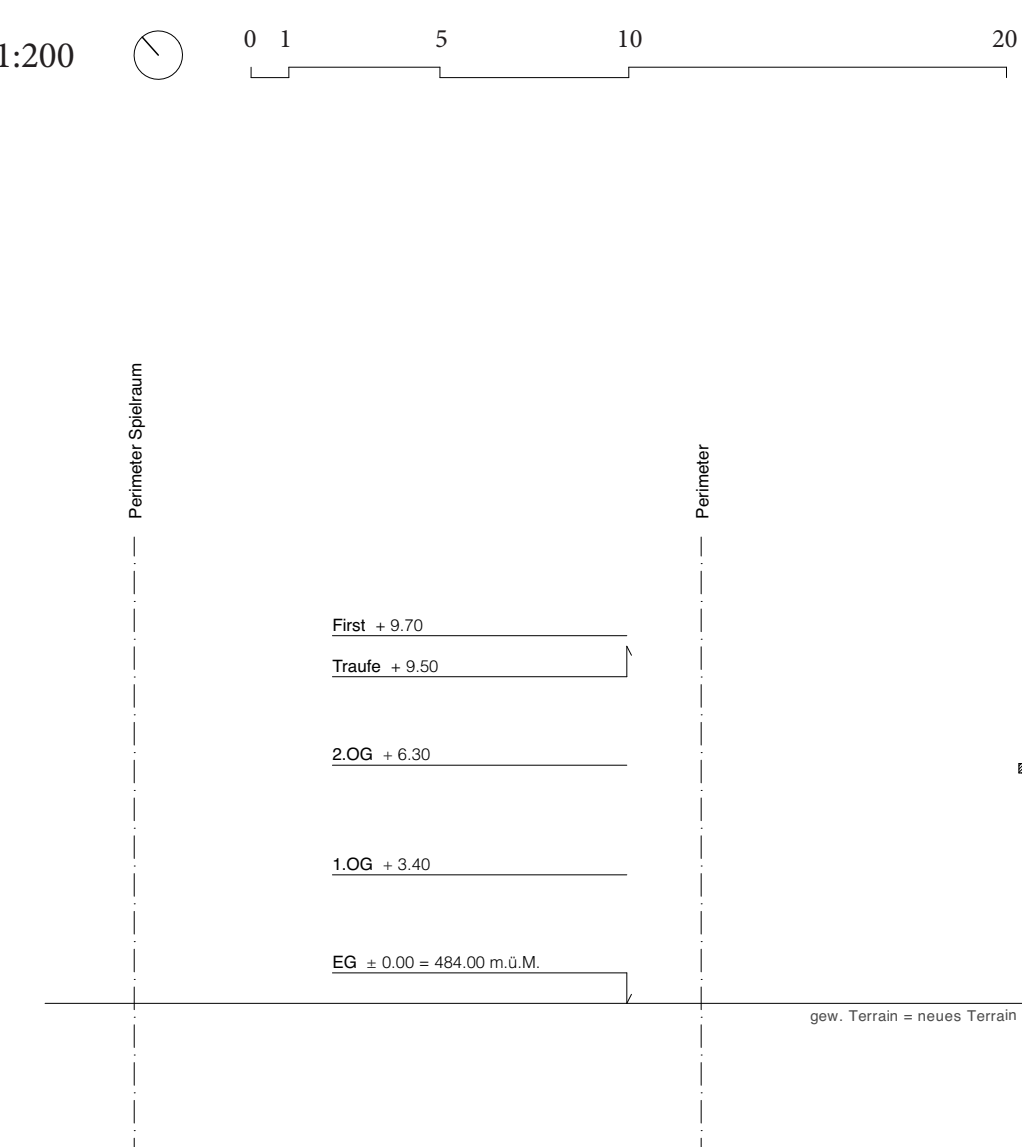 1:200
0 1 5 10 20
Perimeter Spielraum
Perimeter
First + 9.70
Traufe + 9.50
2.OG + 6.30
1.OG + 3.40
EG ± 0.00 = 484.00 m.ü.M.
gew. Terrain = neues Terrain